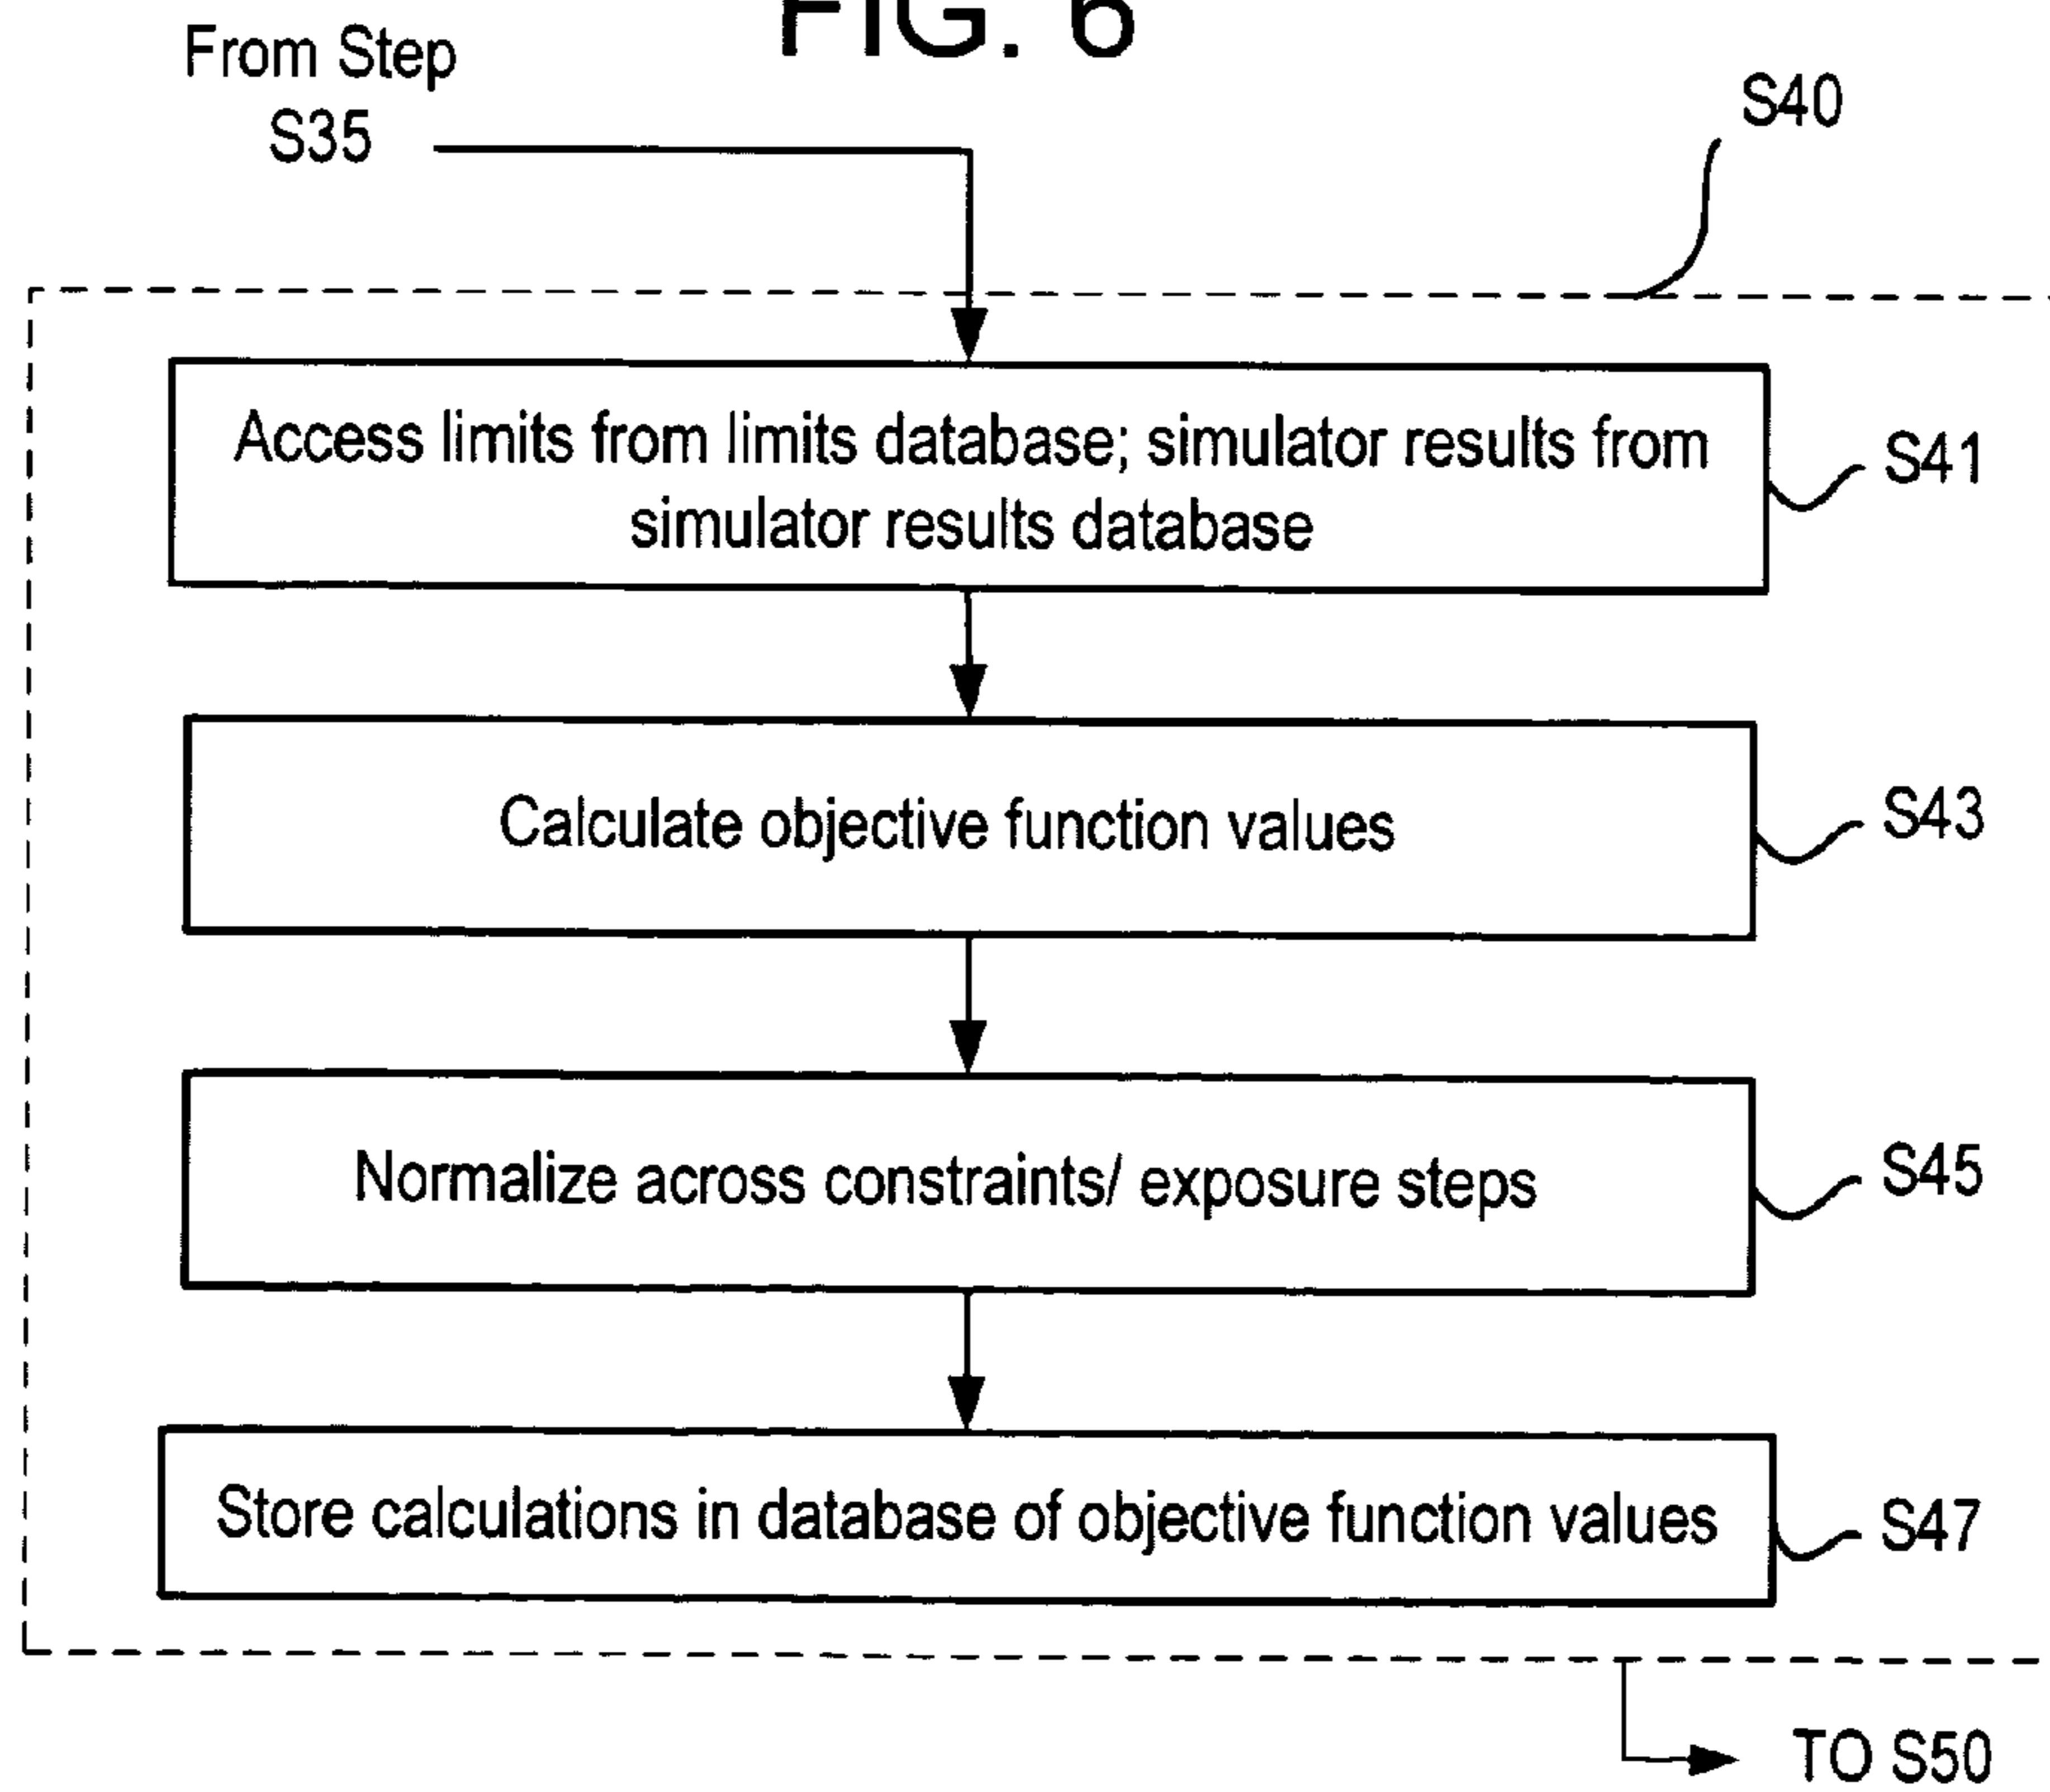 FIG. 6
From Step
S35
S40
Access limits from limits database; simulator results from
simulator results database
S41
Calculate objective function values
S43
Normalize across constraints/ exposure steps
S45
Store calculations in database of objective function values
S47
TO S50